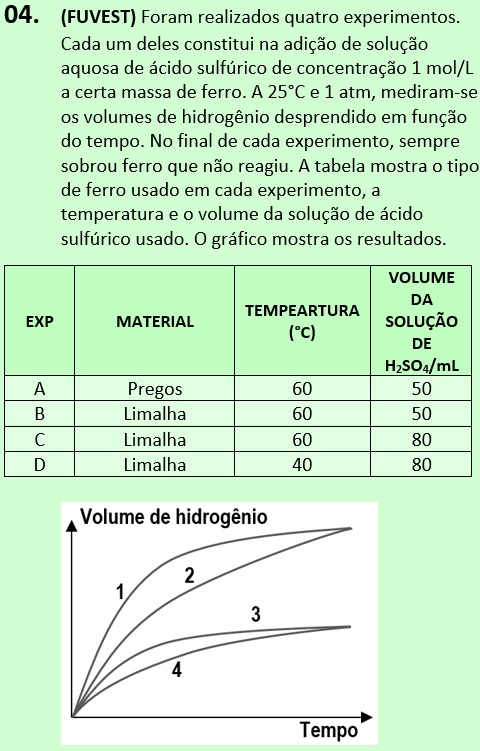 04. (FUVEST) Foram realizados quatro experimentos.
Cada um deles constitui na adição de solução
aquosa de ácido sulfúrico de concentração 1 mol/L
a certa massa de ferro. A 25°C e 1 atm, mediram-se
os volumes de hidrogênio desprendido em função
do tempo. No final de cada experimento, sempre
sobrou ferro que não reagiu. A tabela mostra o tipo
de ferro usado em cada experimento, a
temperatura e o volume da solução de ácido
sulfúrico usado. O gráfico mostra os resultados.
EXP
MATERIAL
TEMPEARTURA
(°C)
VOLUME
DA
SOLUÇÃO
DE
H₂SO₄/mL
A Pregos 60 50
B Limalha 60 50
C Limalha 60 80
D Limalha 40 80
Volume de hidrogênio
1
2
3
4
Tempo